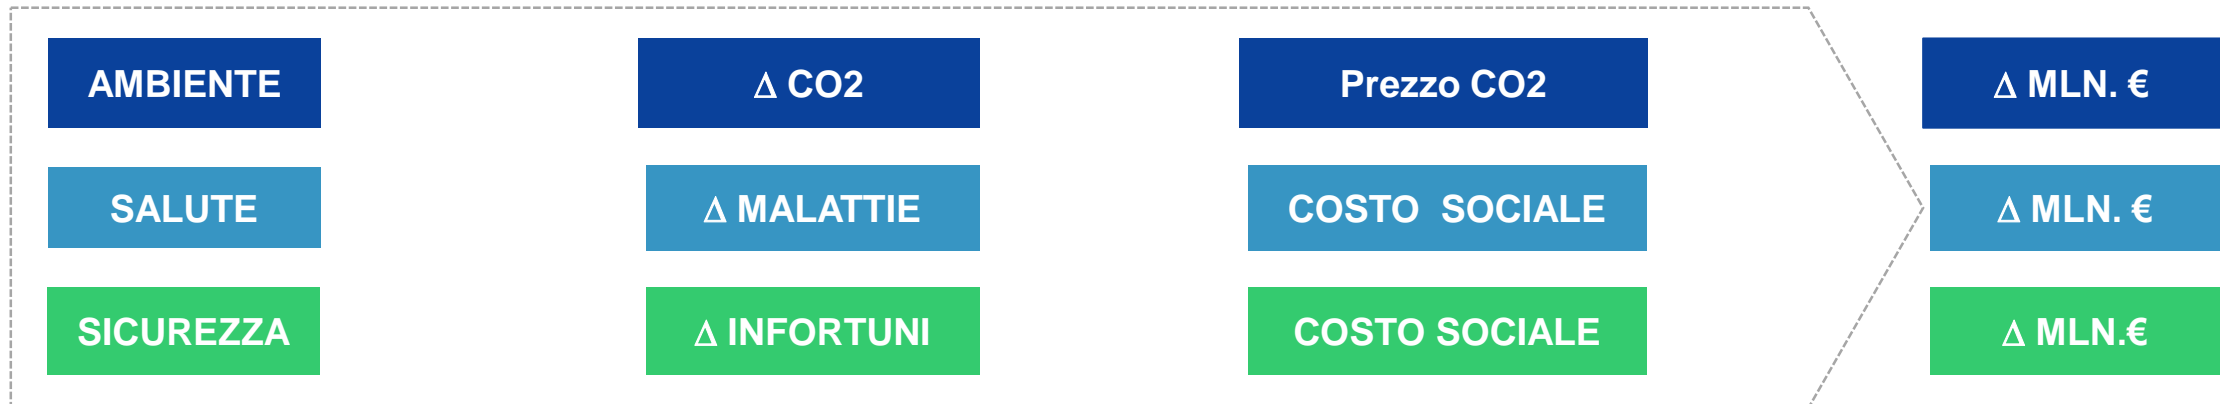 AMBIENTE
Δ CO2
Prezzo CO2
Δ MLN. €
SALUTE
Δ MALATTIE
COSTO SOCIALE
Δ MLN. €
SICUREZZA
Δ INFORTUNI
COSTO SOCIALE
Δ MLN.€